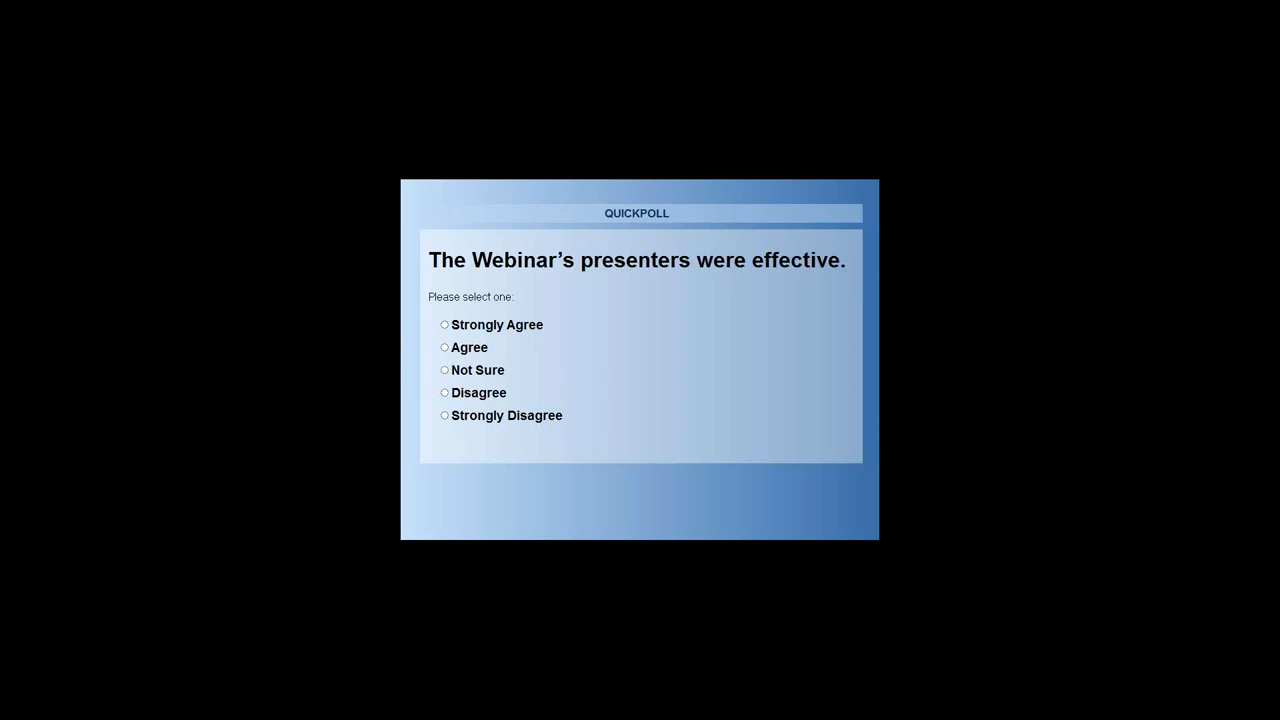 QUICKPOLL
The Webinar’s presenters were effective.
Please select one:
Strongly Agree
Agree
Not Sure
Disagree
Strongly Disagree